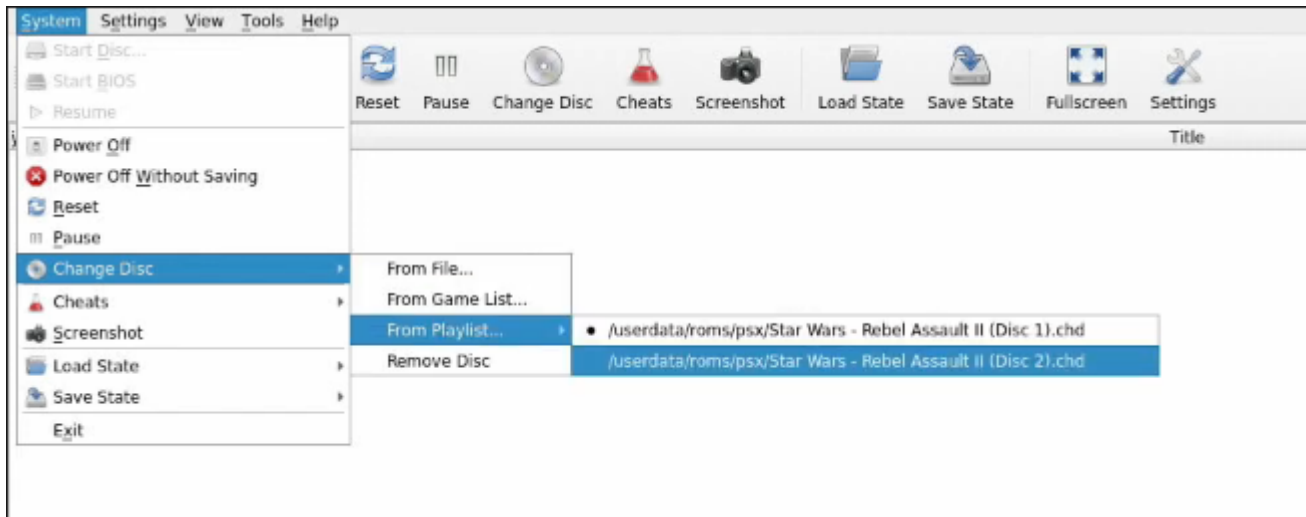 System Settings View Tools Help
Start Disc...
Start BIOS
Resume
Reset Pause Change Disc Cheats Screenshot Load State Save State Fullscreen Settings
Title
Power Off
Power Off Without Saving
Reset
Pause
Change Disc
Cheats
Screenshot
Load State
Save State
Exit
From File...
From Game List...
From Playlist...
Remove Disc
/userdata/roms/psx/Star Wars - Rebel Assault II (Disc 1).chd
/userdata/roms/psx/Star Wars - Rebel Assault II (Disc 2).chd